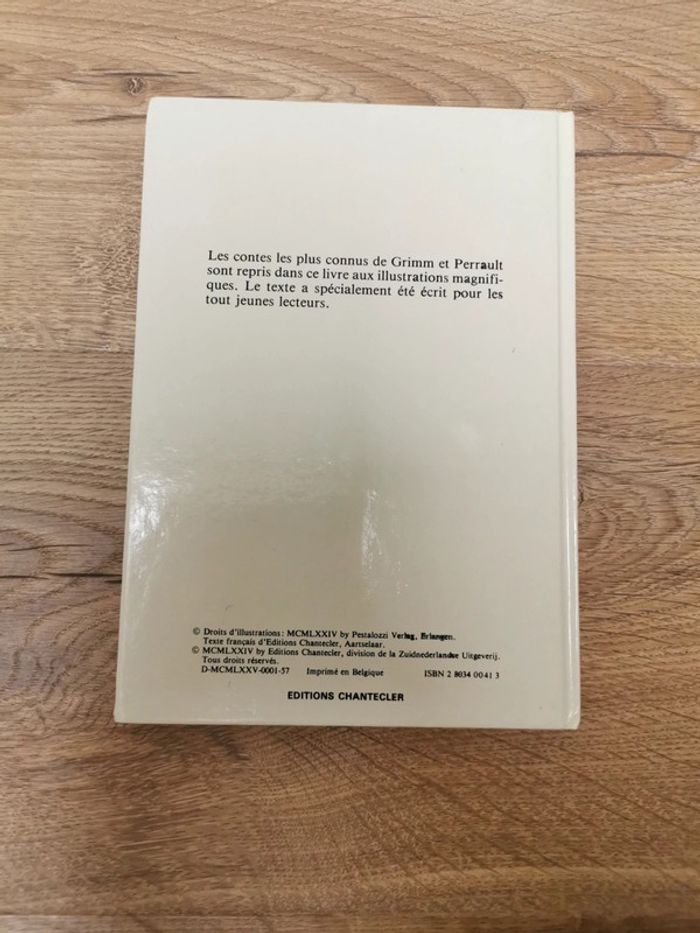 Les contes les plus connus de Grimm et Perrault
sont repris dans ce livre aux illustrations magnifi-
ques. Le texte a spécialement été écrit pour les
tout jeunes lecteurs.
© Droits d'illustrations: MCMLXXIV by Pestalozzi Verlag, Erlangen.
Texte français d'Editions Chantecler, Aartselaar.
© MCMLXXIV by Editions Chantecler, division de la Zuidnederlandse Uitgeverij.
Tous droits réservés.
D-MCMLXXV-0001-57 Imprimé en Belgique ISBN 2 8034 0041 3
EDITIONS CHANTECLER